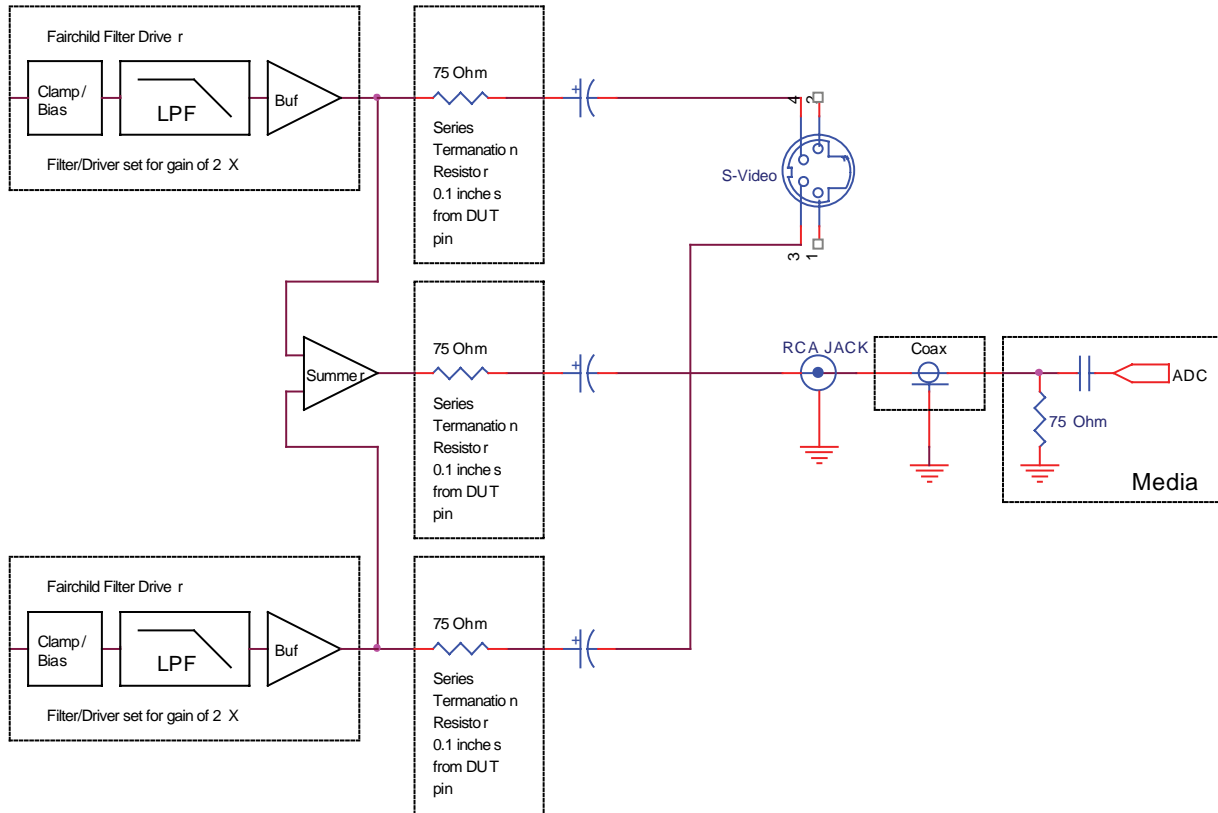 Fairchild Filter Drive r
Clamp /
Bias
LPF
Buf
Filter/Driver set for gain of 2 X
75 Ohm
Series
Termanatio n
Resisto r
0.1 inche s
from DU T
pin
4
2
S-Video
3
1
Summe r
75 Ohm
Series
Termanatio n
Resisto r
0.1 inche s
from DU T
pin
RCA JACK
Coax
ADC
75 Ohm
Media
Fairchild Filter Drive r
Clamp /
Bias
LPF
Buf
Filter/Driver set for gain of 2 X
75 Ohm
Series
Termanatio n
Resisto r
0.1 inche s
from DU T
pin